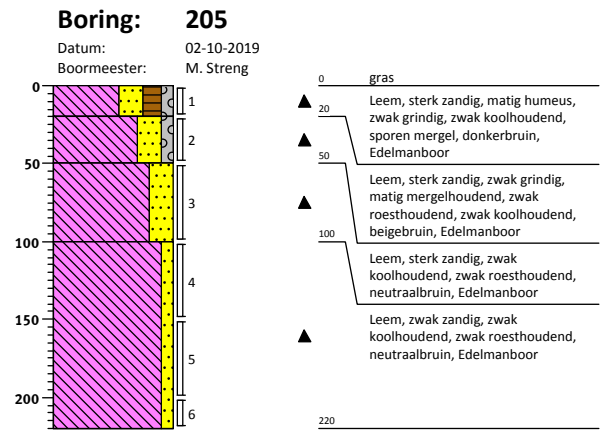 Boring: 205
Datum: 02-10-2019
Boormeester: M. Streng
0
50
100
150
200
1
2
3
4
5
6
0 gras
Leem, sterk zandig, matig humeus,
zwak grindig, zwak koolhoudend,
sporen mergel, donkerbruin,
Edelmanboor
20
Leem, sterk zandig, zwak grindig,
matig mergelhoudend, zwak
roesthoudend, zwak koolhoudend,
beigebruin, Edelmanboor
50
Leem, sterk zandig, zwak
koolhoudend, zwak roesthoudend,
neutraalbruin, Edelmanboor
100
Leem, zwak zandig, zwak
koolhoudend, zwak roesthoudend,
neutraalbruin, Edelmanboor
220